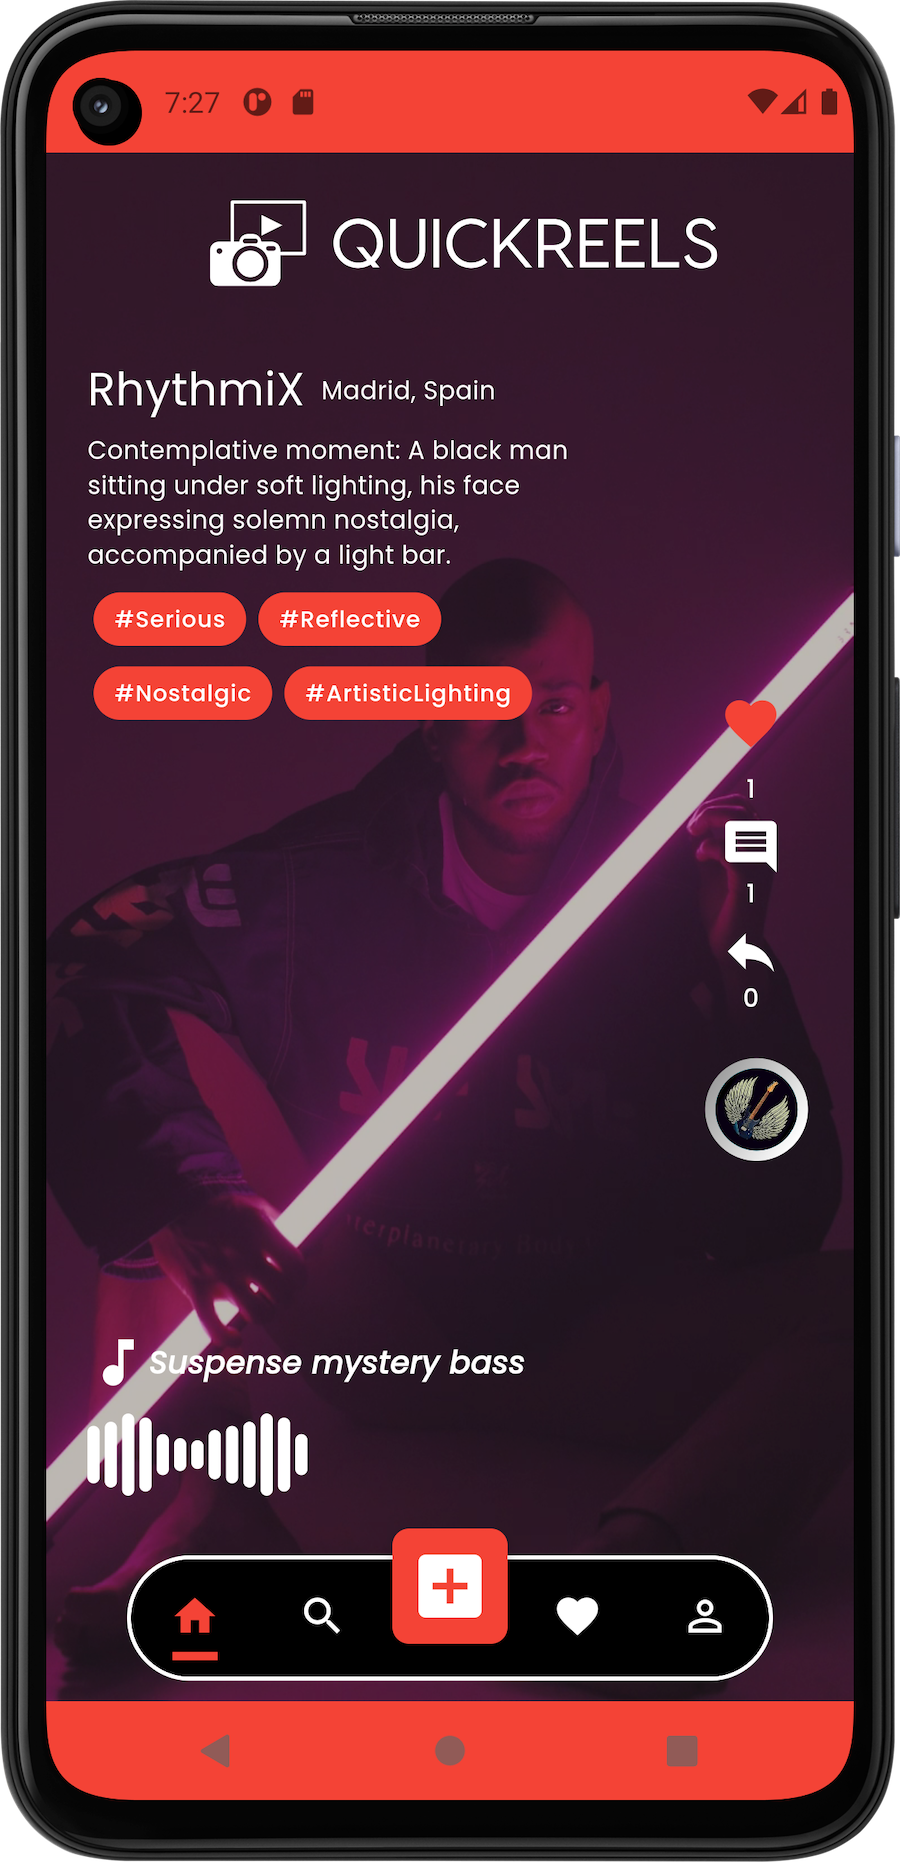 7:27
QUICKREELS
RhythmiX Madrid, Spain
Contemplative moment: A black man
sitting under soft lighting, his face
expressing solemn nostalgia,
accompanied by a light bar.
#Serious #Reflective
#Nostalgic #ArtisticLighting
1
1
0
terplanetary
Suspense mystery bass